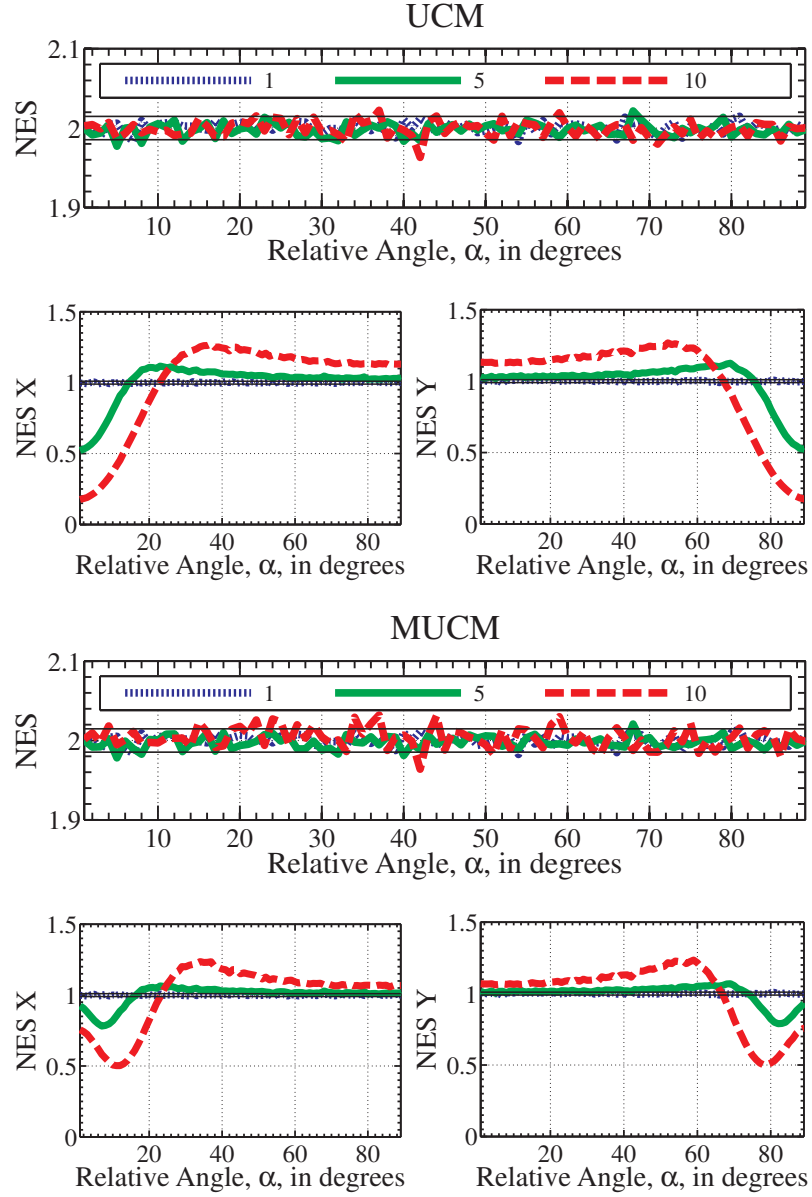 UCM
2.1
1 5 10
NES
2
1.9
10 20 30 40 50 60 70 80
Relative Angle, α, in degrees
1.5 1.5
NES X NES Y
1 1
0.5 0.5
0 0
20 40 60 80 20 40 60 80
Relative Angle, α, in degrees Relative Angle, α, in degrees
MUCM
2.1
1 5 10
NES
2
1.9
10 20 30 40 50 60 70 80
Relative Angle, α, in degrees
1.5 1.5
NES X NES Y
1 1
0.5 0.5
0 0
20 40 60 80 20 40 60 80
Relative Angle, α, in degrees Relative Angle, α, in degrees